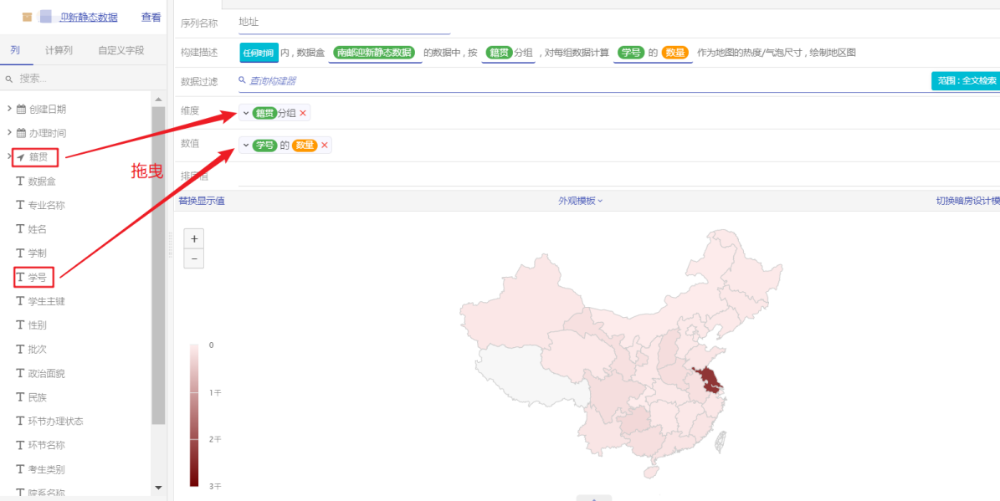 迎新静态数据 查看
列 计算列 自定义字段
搜索...
创建日期
办理时间
籍贯
数据盒
专业名称
姓名
学制
学号
学生主键
性别
批次
政治面貌
民族
环节办理状态
环节名称
考生类别
院系名称
拖曳
序列名称 地址
构建描述 任何时间 内 , 数据盒 南邮迎新静态数据 的数据中 , 按 籍贯 分组 , 对每组数据计算 学号 的 数量 作为地图的热度/气泡尺寸 , 绘制地区图
数据过滤 查询构建器 范围 : 全文检索
维度 籍贯 分组 ×
数值 学号 的 数量 ×
排序值
替换显示值 外观模板 切换暗房设计模
+
−
0
1千
2千
3千